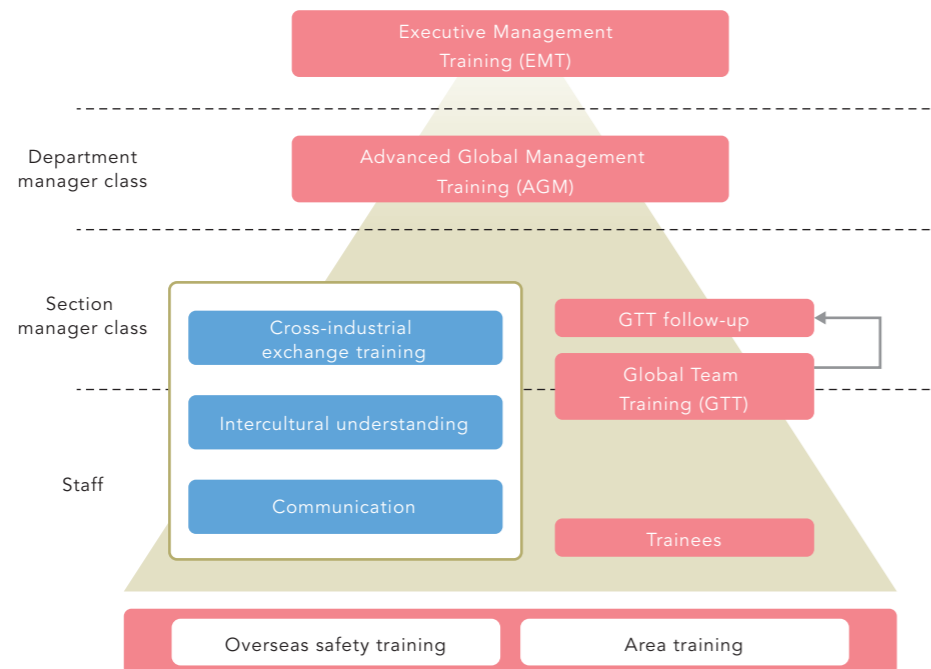 Executive Management
Training (EMT)
Department
manager class
Advanced Global Management
Training (AGM)
Section
manager class
Cross-industrial
exchange training
GTT follow-up
Global Team
Training (GTT)
Intercultural understanding
Staff
Communication
Trainees
Overseas safety training
Area training